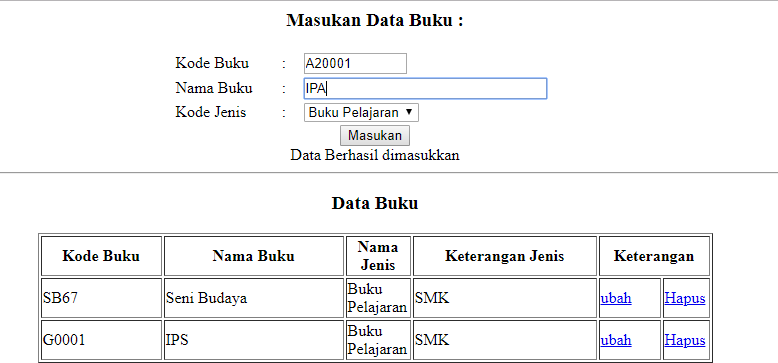 Masukan Data Buku :
Kode Buku : A20001
Nama Buku : IPA
Kode Jenis : Buku Pelajaran
Masukan
Data Berhasil dimasukkan
Data Buku
Kode Buku Nama Buku Nama Jenis Keterangan Jenis Keterangan
SB67 Seni Budaya Buku Pelajaran SMK ubah Hapus
G0001 IPS Buku Pelajaran SMK ubah Hapus